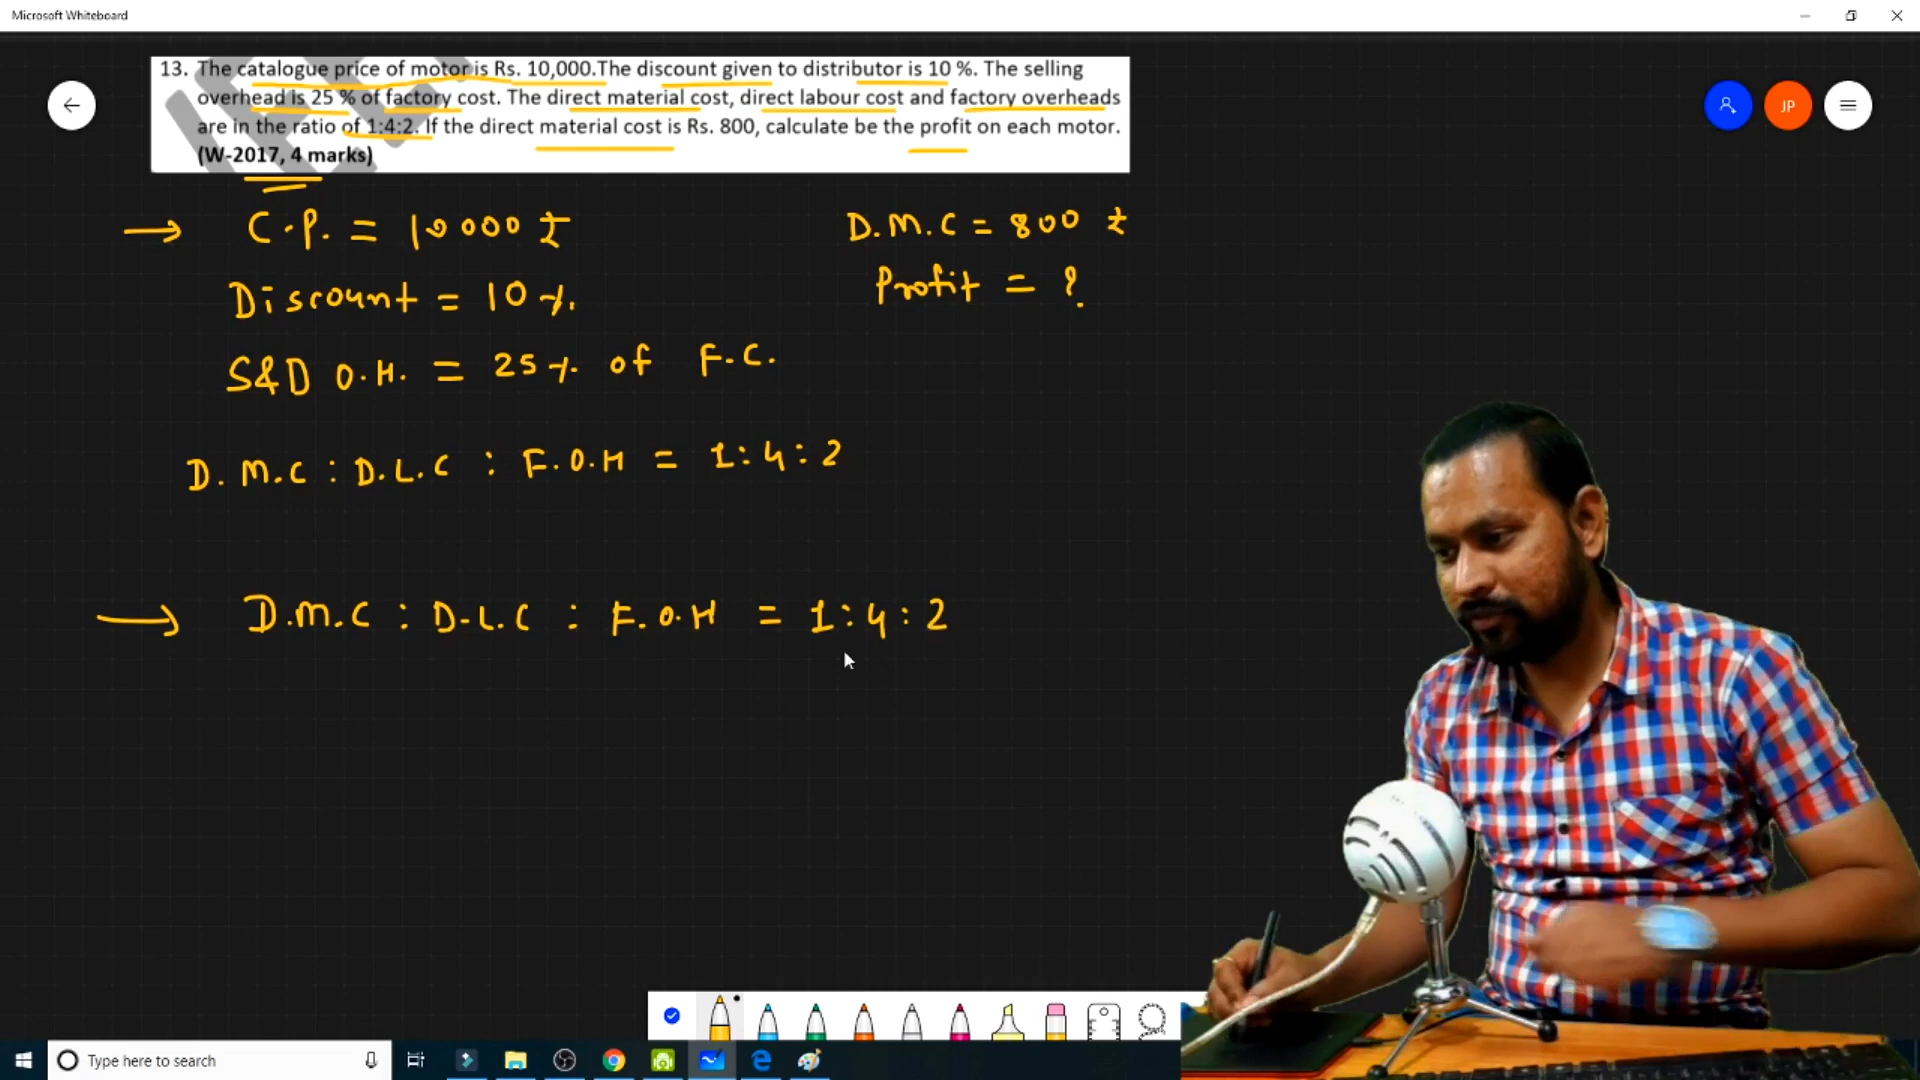 Microsoft Whiteboard
13. The catalogue price of motor is Rs. 10,000.The discount given to distributor is 10 %. The selling
overhead is 25 % of factory cost. The direct material cost, direct labour cost and factory overheads
are in the ratio of 1:4:2. If the direct material cost is Rs. 800, calculate be the profit on each motor.
(W-2017, 4 marks)
JP
→ C.P. = 10000 ₹
D.M.C = 800 ₹
Discount = 10%
Profit = ?
S&D O.H. = 25% of F.C.
D.M.C : D.L.C : F.O.H = 1:4:2
→ D.M.C : D.L.C : F.O.H = 1:4:2
Type here to search